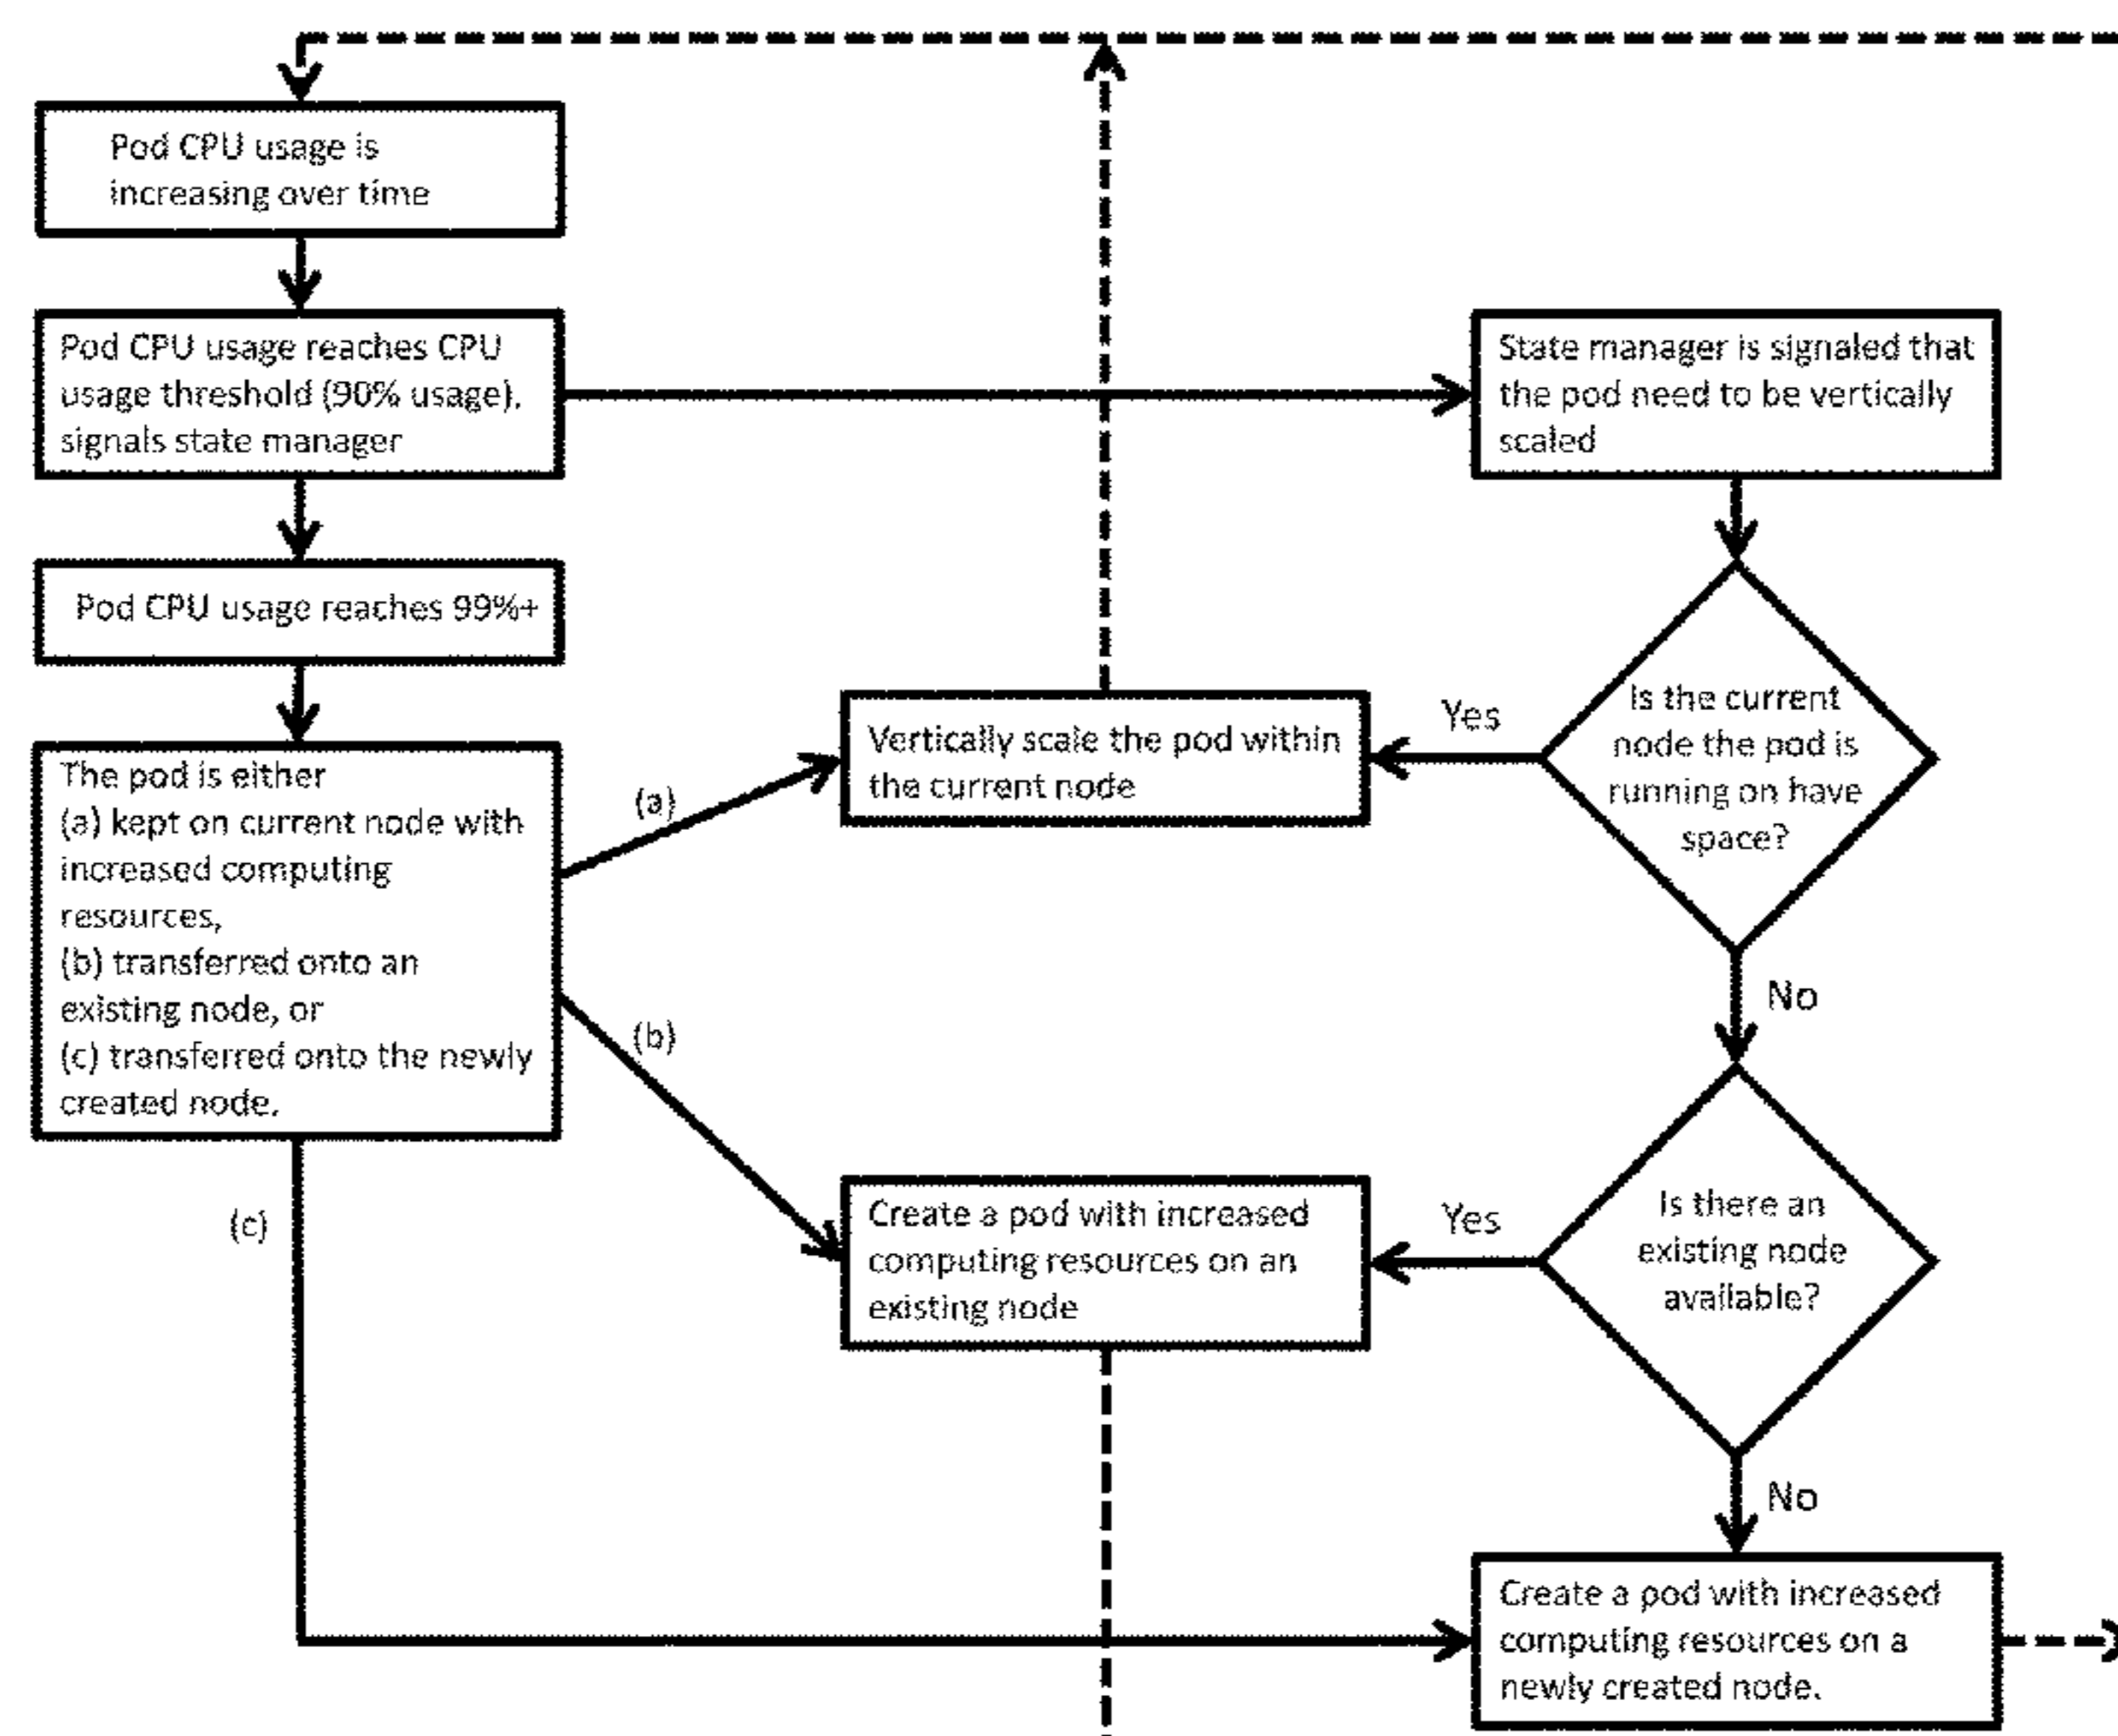 Pod CPU usage is
increasing over time
Pod CPU usage reaches CPU
usage threshold (90% usage),
signals state manager
State manager is signaled that
the pod need to be vertically
scaled
Pod CPU usage reaches 99%+
Is the current
node the pod is
running on have
space?
Yes
No
Vertically scale the pod within
the current node
The pod is either
(a) kept on current node with
increased computing
resources,
(b) transferred onto an
existing node, or
(c) transferred onto the newly
created node.
(a)
(b)
(c)
Create a pod with increased
computing resources on an
existing node
Yes
Is there an
existing node
available?
No
Create a pod with increased
computing resources on a
newly created node.